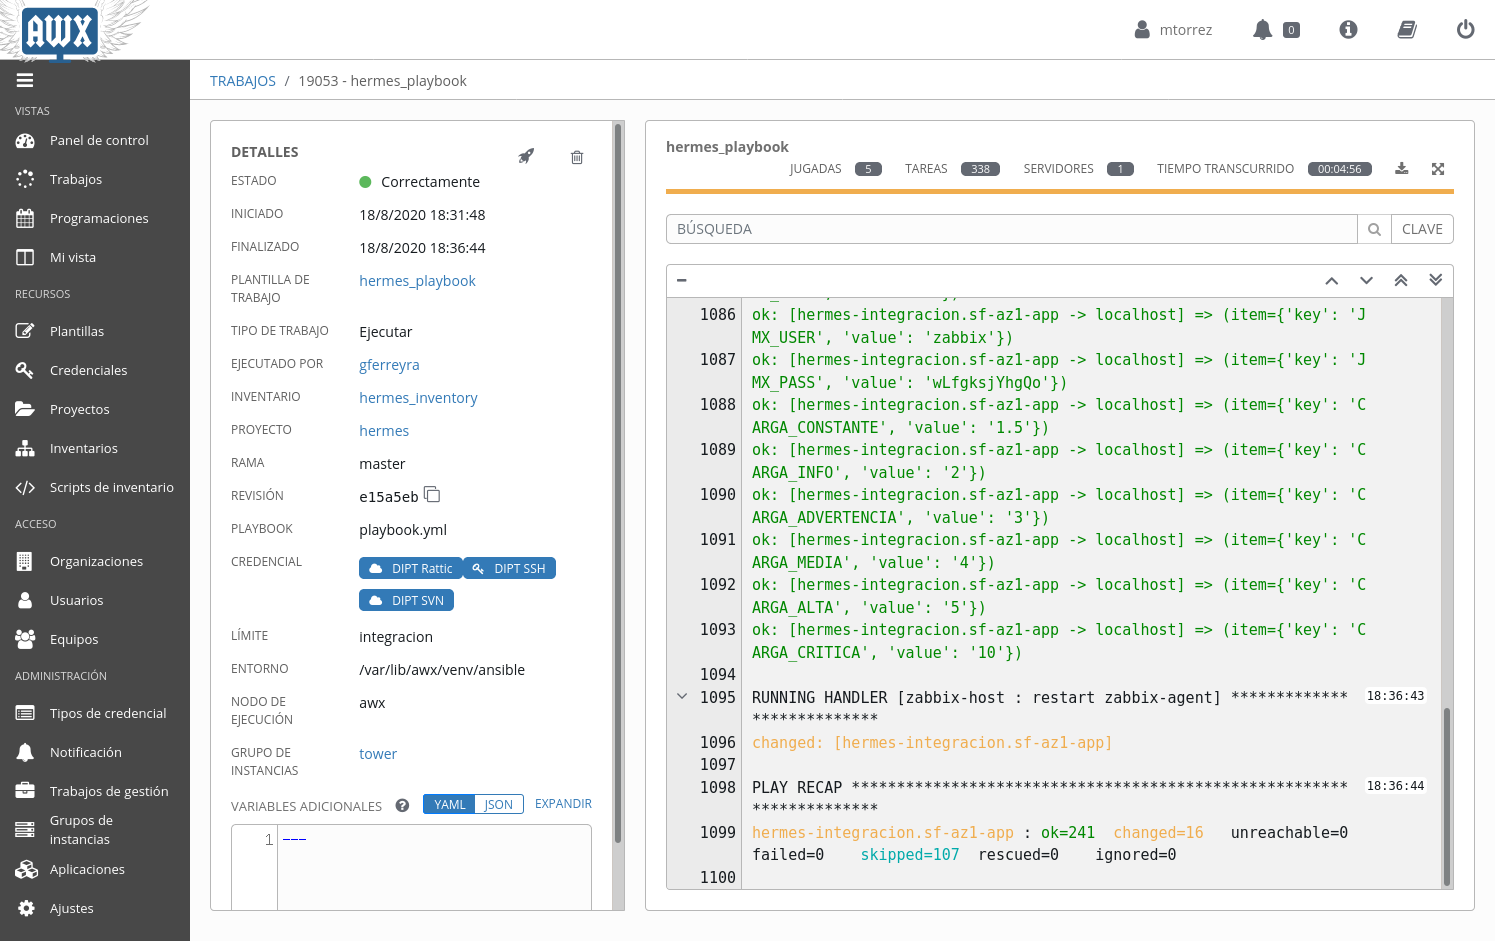 AWX
mtorrez
0
TRABAJOS / 19053 - hermes_playbook
VISTAS
Panel de control
Trabajos
Programaciones
Mi vista
RECURSOS
Plantillas
Credenciales
Proyectos
Inventarios
Scripts de inventario
ACCESO
Organizaciones
Usuarios
Equipos
ADMINISTRACIÓN
Tipos de credencial
Notificación
Trabajos de gestión
Grupos de
instancias
Aplicaciones
Ajustes
DETALLES
ESTADO Correctamente
INICIADO 18/8/2020 18:31:48
FINALIZADO 18/8/2020 18:36:44
PLANTILLA DE hermes_playbook
TRABAJO
TIPO DE TRABAJO Ejecutar
EJECUTADO POR gferreyra
INVENTARIO hermes_inventory
PROYECTO hermes
RAMA master
REVISIÓN e15a5eb
PLAYBOOK playbook.yml
CREDENCIAL DIPT Rattic DIPT SSH
DIPT SVN
LÍMITE integracion
ENTORNO /var/lib/awx/venv/ansible
NODO DE awx
EJECUCIÓN
GRUPO DE tower
INSTANCIAS
VARIABLES ADICIONALES ? YAML JSON EXPANDIR
1 ---
hermes_playbook
JUGADAS 5 TAREAS 338 SERVIDORES 1 TIEMPO TRANSCURRIDO 00:04:56
BÚSQUEDA CLAVE
1086 ok: [hermes-integracion.sf-az1-app -> localhost] => (item={'key': 'J
MX_USER', 'value': 'zabbix'})
1087 ok: [hermes-integracion.sf-az1-app -> localhost] => (item={'key': 'J
MX_PASS', 'value': 'wLfgksjYhgQo'})
1088 ok: [hermes-integracion.sf-az1-app -> localhost] => (item={'key': 'C
ARGA_CONSTANTE', 'value': '1.5'})
1089 ok: [hermes-integracion.sf-az1-app -> localhost] => (item={'key': 'C
ARGA_INFO', 'value': '2'})
1090 ok: [hermes-integracion.sf-az1-app -> localhost] => (item={'key': 'C
ARGA_ADVERTENCIA', 'value': '3'})
1091 ok: [hermes-integracion.sf-az1-app -> localhost] => (item={'key': 'C
ARGA_MEDIA', 'value': '4'})
1092 ok: [hermes-integracion.sf-az1-app -> localhost] => (item={'key': 'C
ARGA_ALTA', 'value': '5'})
1093 ok: [hermes-integracion.sf-az1-app -> localhost] => (item={'key': 'C
ARGA_CRITICA', 'value': '10'})
1094
1095 RUNNING HANDLER [zabbix-host : restart zabbix-agent] ************* 18:36:43
**************
1096 changed: [hermes-integracion.sf-az1-app]
1097
1098 PLAY RECAP ******************************************************* 18:36:44
**************
1099 hermes-integracion.sf-az1-app : ok=241 changed=16 unreachable=0
failed=0 skipped=107 rescued=0 ignored=0
1100